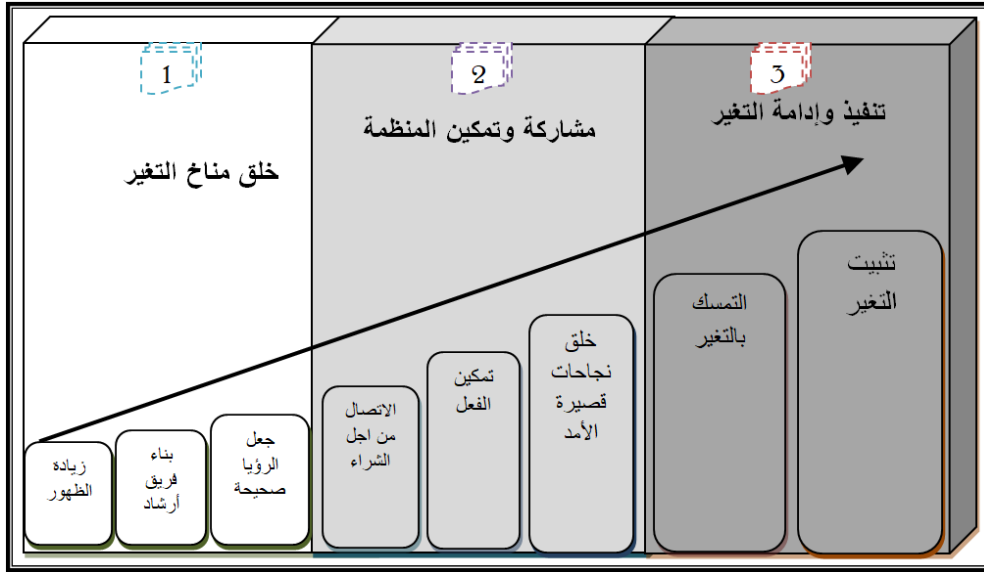 1
خلق مناخ التغير
زيادة
الظهور
بناء
فريق
أرشاد
جعل
الرؤيا
صحيحة
2
مشاركة وتمكين المنظمة
الاتصال
من اجل
الشراء
تمكين
الفعل
خلق
نجاحات
قصيرة
الأمد
3
تنفيذ وإدامة التغير
التمسك
بالتغير
تثبيت
التغير